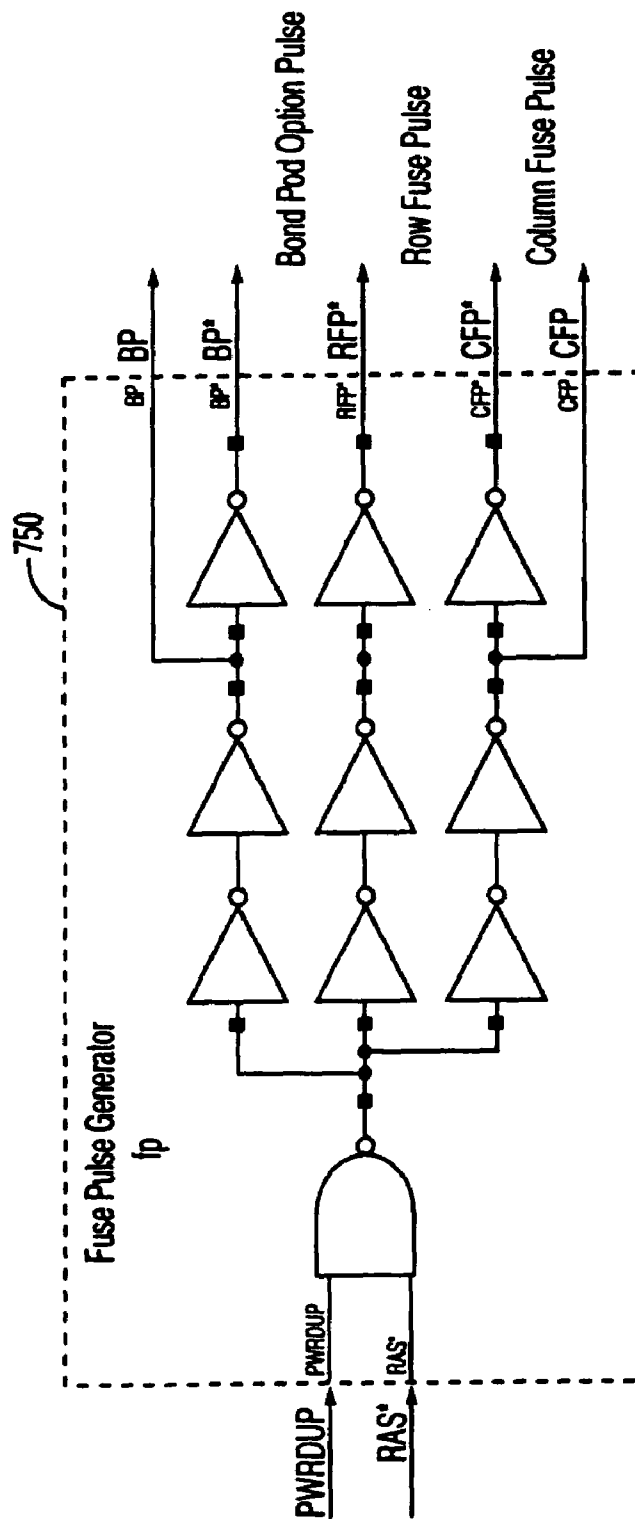 750
Fuse Pulse Generator
fp
PWRDUP
PWRDUP
RAS*
RAS*
BP
BP
BP*
BP*
Bond Pod Option Pulse
RFP*
RFP*
Row Fuse Pulse
CFP*
CFP*
Column Fuse Pulse
CFP
CFP